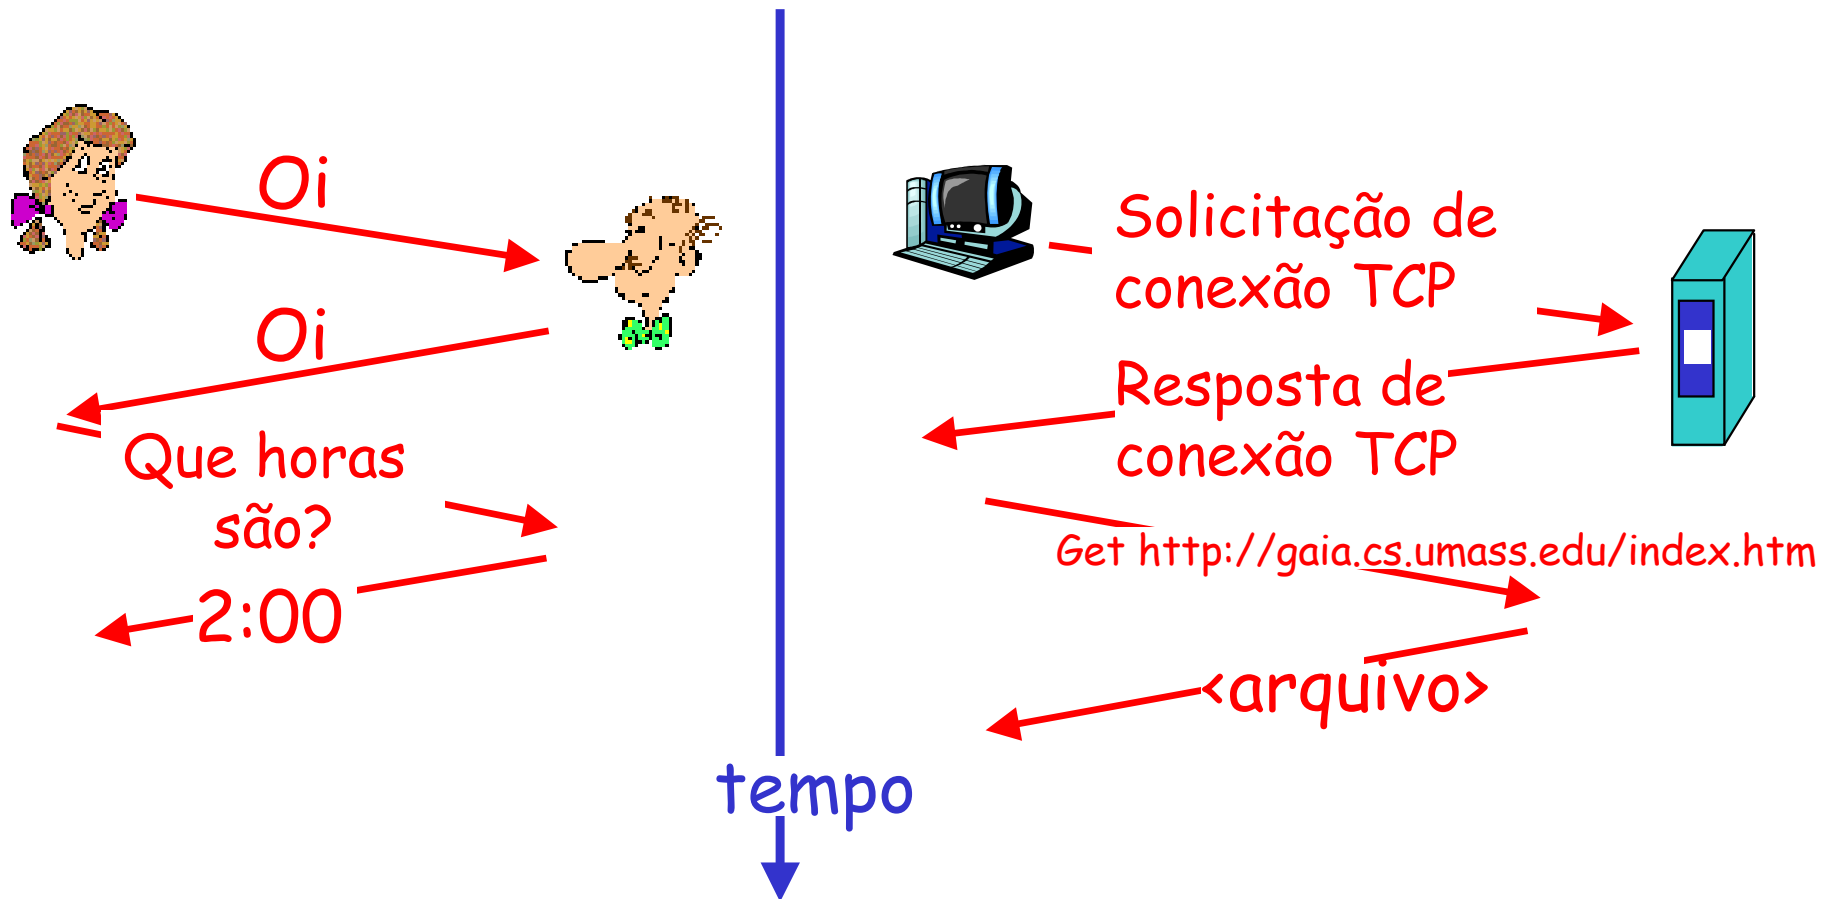 Oi
Oi
Que horas
são?
2:00
tempo
Solicitação de
conexão TCP
Resposta de
conexão TCP
Get http://gaia.cs.umass.edu/index.htm
<arquivo>